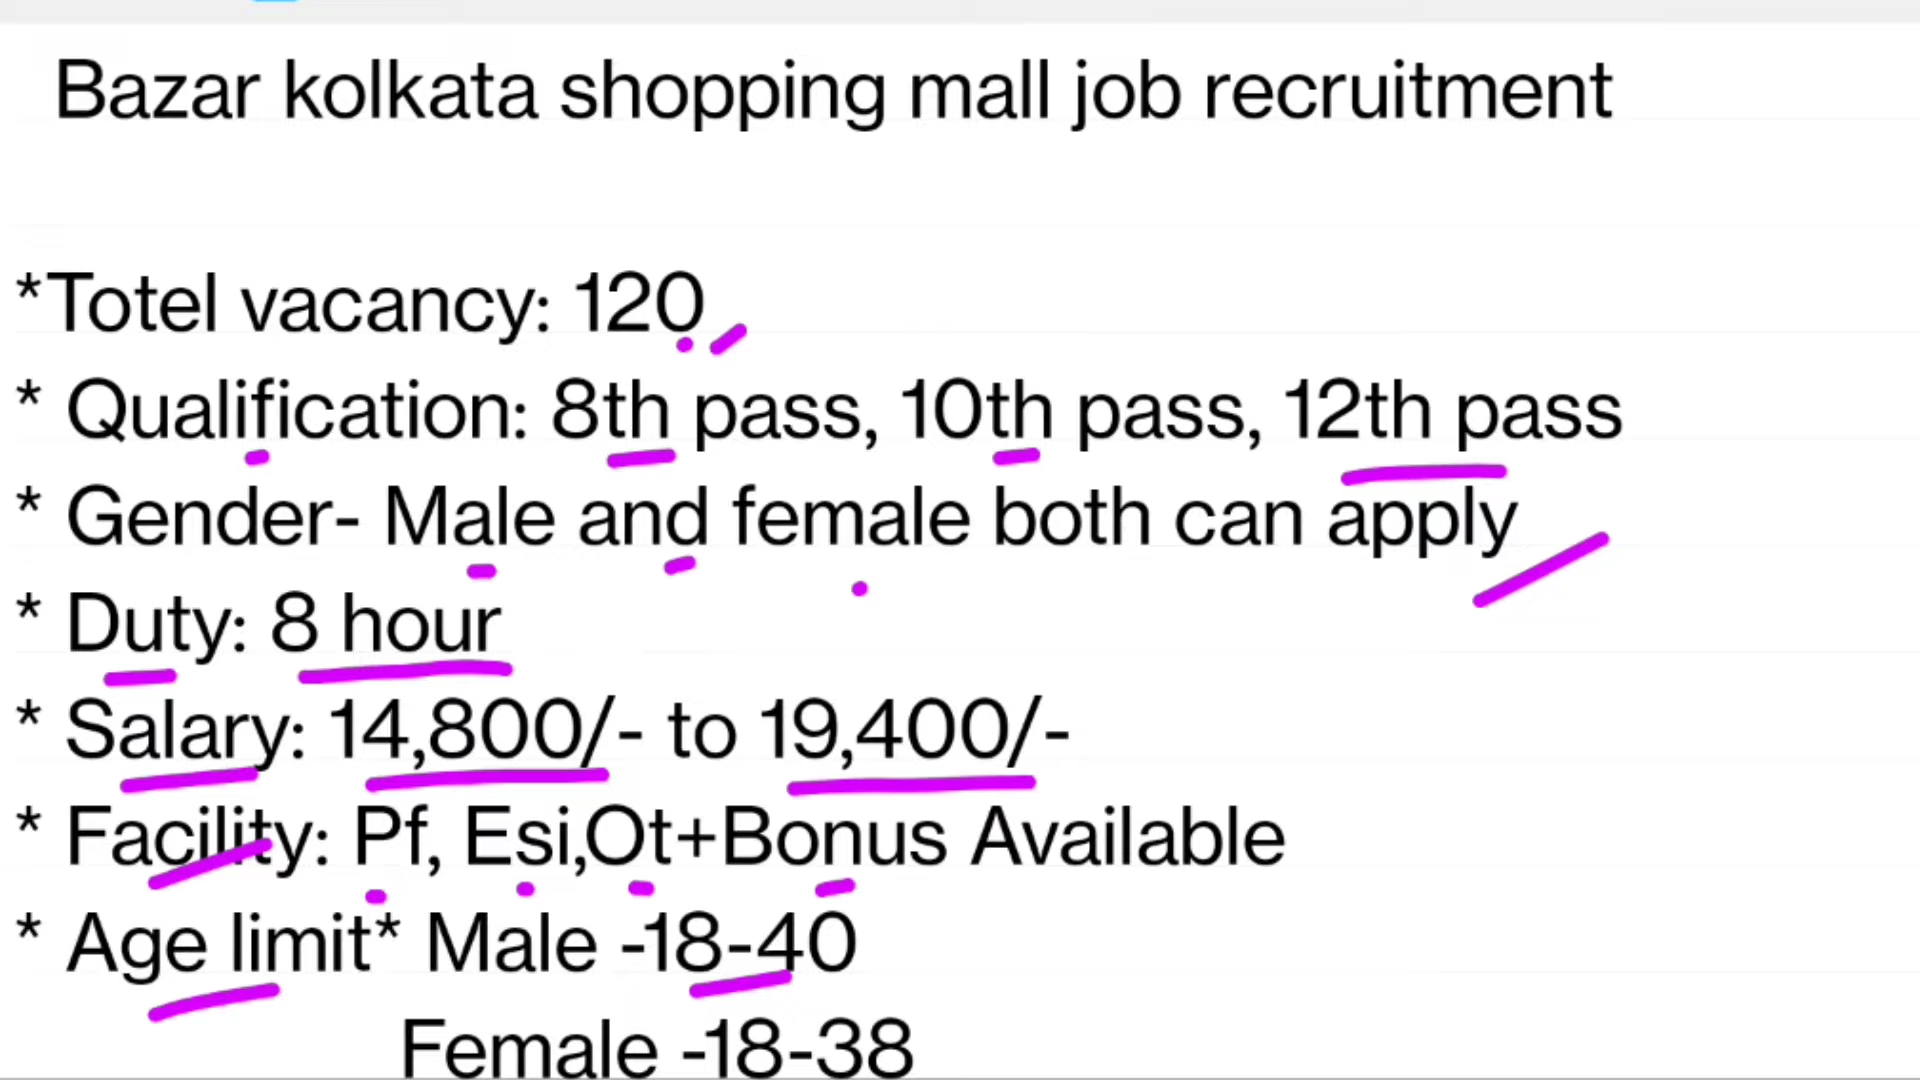 Bazar kolkata shopping mall job recruitment
*Totel vacancy: 120
* Qualification: 8th pass, 10th pass, 12th pass
* Gender- Male and female both can apply
* Duty: 8 hour
* Salary: 14,800/- to 19,400/-
* Facility: Pf, Esi,Ot+Bonus Available
* Age limit* Male -18-40
Female -18-38